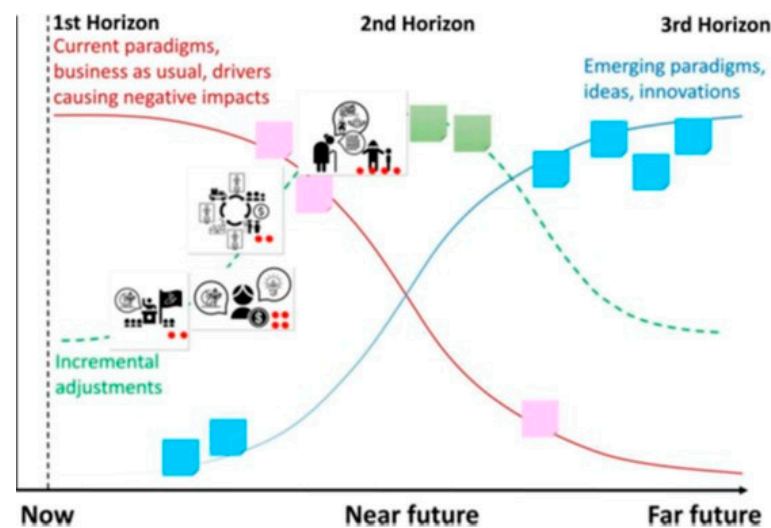 1st Horizon
2nd Horizon
3rd Horizon
Current paradigms,
business as usual, drivers
causing negative impacts
Emerging paradigms,
ideas, innovations
Incremental
adjustments
Now
Near future
Far future